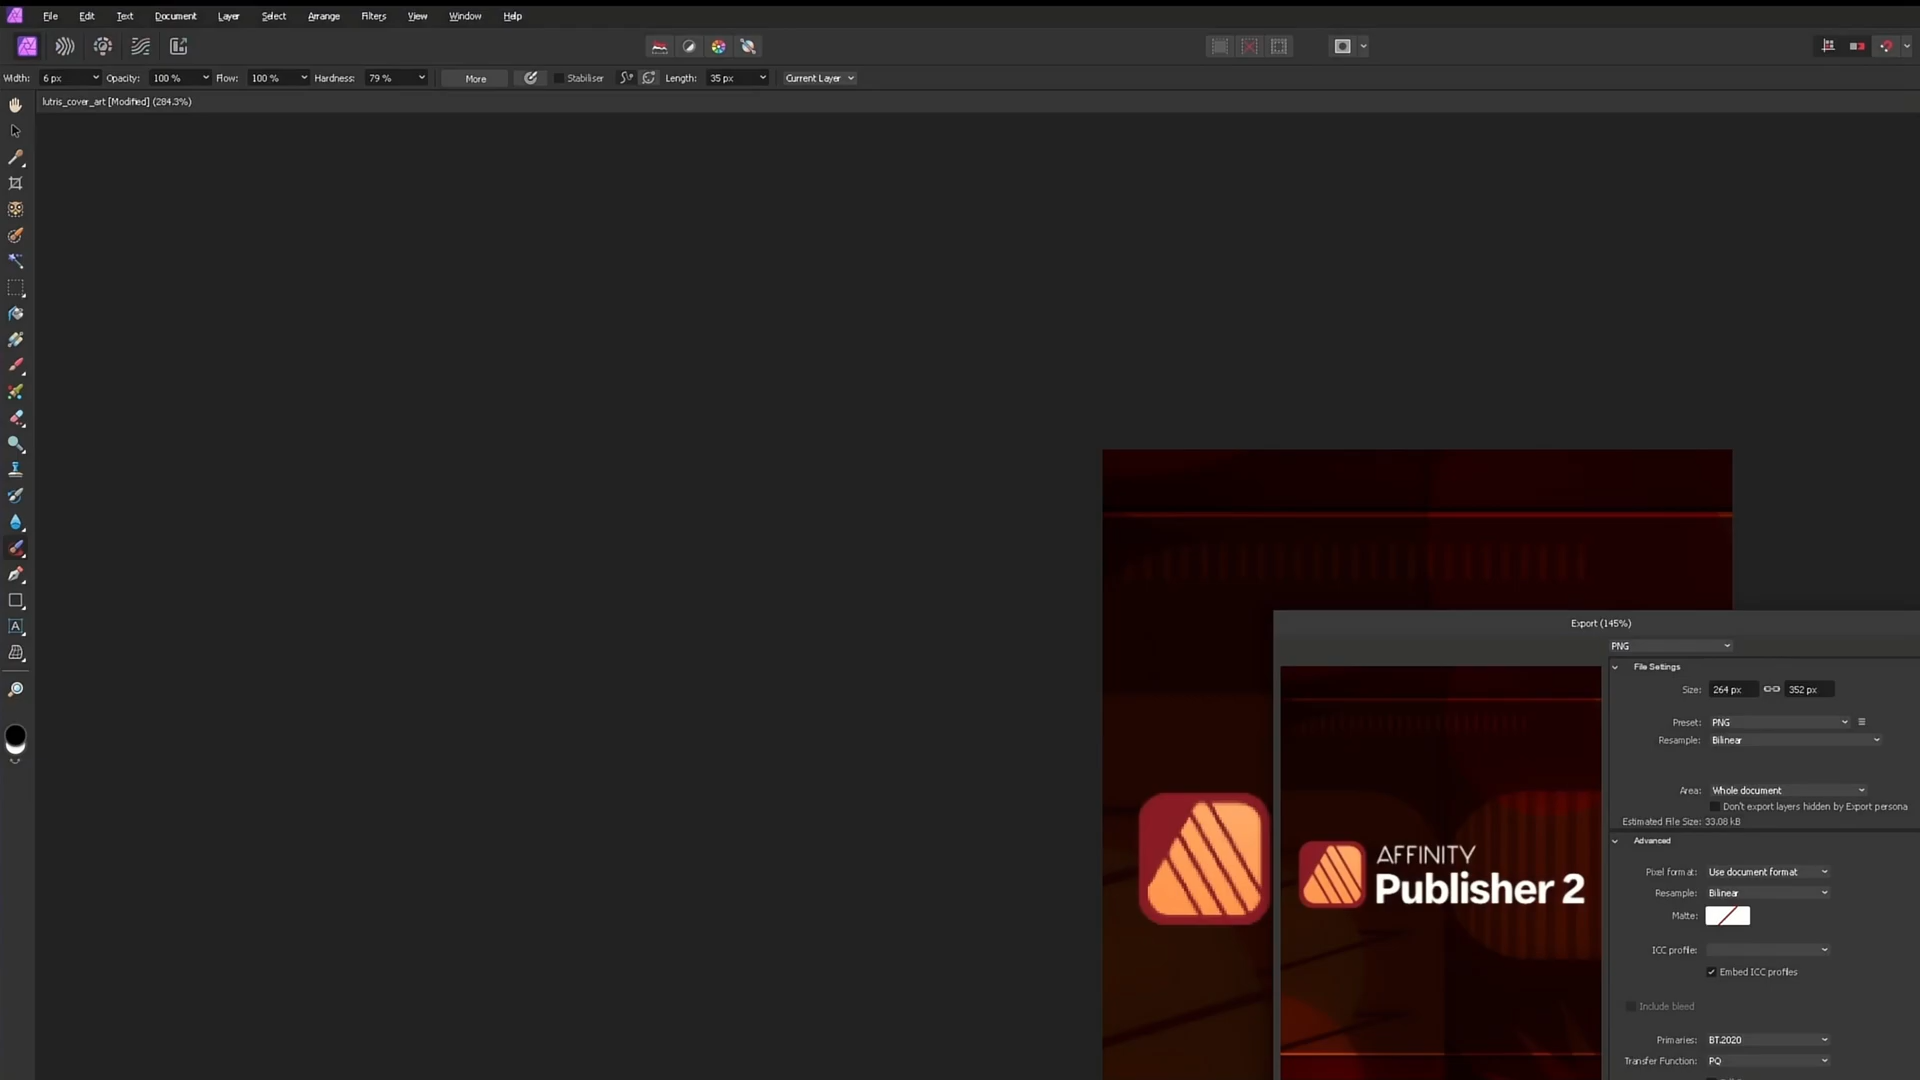 File Edit Text Document Layer Select Arrange Filters View Window Help
Width: 6 px Opacity: 100 % Flow: 100 % Hardness: 79 % More Stabiliser Length: 35 px Current Layer
lutris_cover_art [Modified] (284.3%)
Export (145%)
PNG
File Settings
Size: 264 px 352 px
Preset: PNG
Resample: Bilinear
Area: Whole document
Don't export layers hidden by Export persona
Estimated File Size: 33.08 kB
Advanced
AFFINITY
Publisher 2
Pixel format: Use document format
Resample: Bilinear
Matte:
ICC profile:
Embed ICC profiles
Include bleed
Primaries: BT.2020
Transfer Function: PQ